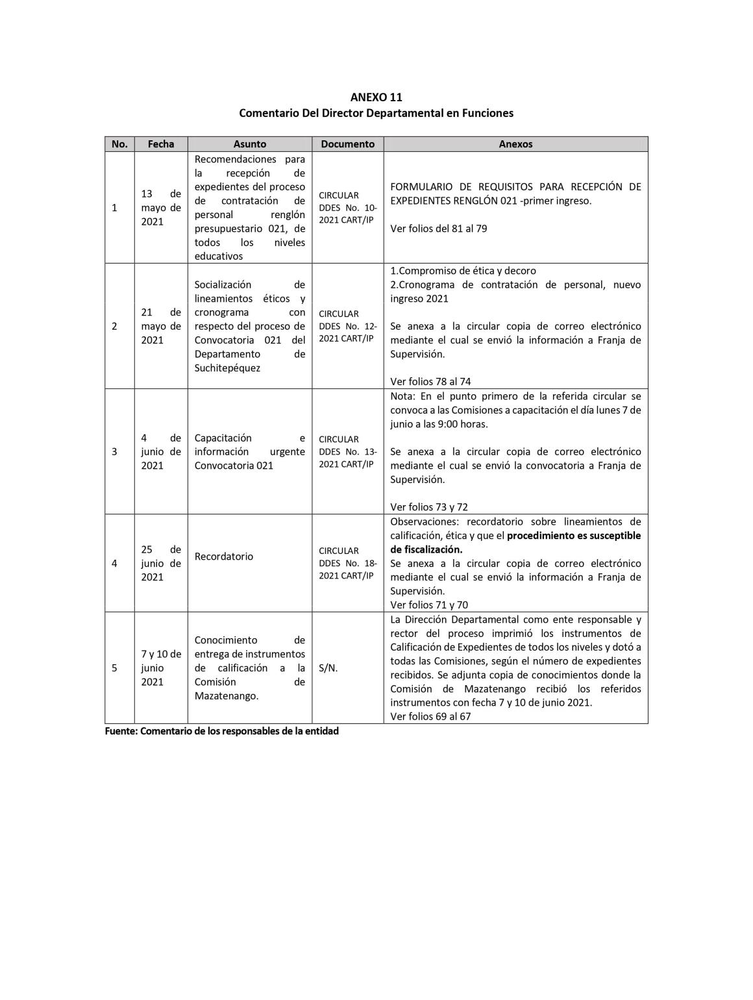 ANEXO 11
Comentario Del Director Departamental en Funciones
No.
Fecha
Asunto
Documento
Anexos
1
13 de
mayo de
2021
Recomendaciones para
la recepción de
expedientes del proceso
de contratación de
personal renglón
presupuestario 021, de
todos los niveles
educativos
CIRCULAR
DDES No. 10-
2021 CART/IP
FORMULARIO DE REQUISITOS PARA RECEPCIÓN DE
EXPEDIENTES RENGLÓN 021 -primer ingreso.
Ver folios del 81 al 79
2
21 de
mayo de
2021
Socialización de
lineamientos éticos y
cronograma con
respecto del proceso de
Convocatoria 021 del
Departamento de
Suchitepéquez
CIRCULAR
DDES No. 12-
2021 CART/IP
1.Compromiso de ética y decoro
2.Cronograma de contratación de personal, nuevo
ingreso 2021
Se anexa a la circular copia de correo electrónico
mediante el cual se envió la información a Franja de
Supervisión.
Ver folios 78 al 74
3
4 de
junio de
2021
Capacitación e
información urgente
Convocatoria 021
CIRCULAR
DDES No. 13-
2021 CART/IP
Nota: En el punto primero de la referida circular se
convoca a las Comisiones a capacitación el día lunes 7 de
junio a las 9:00 horas.
Se anexa a la circular copia de correo electrónico
mediante el cual se envió la convocatoria a Franja de
Supervisión.
Ver folios 73 y 72
4
25 de
junio de
2021
Recordatorio
CIRCULAR
DDES No. 18-
2021 CART/IP
Observaciones: recordatorio sobre lineamientos de
calificación, ética y que el procedimiento es susceptible
de fiscalización.
Se anexa a la circular copia de correo electrónico
mediante el cual se envió la información a Franja de
Supervisión.
Ver folios 71 y 70
5
7 y 10 de
junio
2021
Conocimiento de
entrega de instrumentos
de calificación a la
Comisión de
Mazatenango.
S/N.
La Dirección Departamental como ente responsable y
rector del proceso imprimió los instrumentos de
Calificación de Expedientes de todos los niveles y dotó a
todas las Comisiones, según el número de expedientes
recibidos. Se adjunta copia de conocimientos donde la
Comisión de Mazatenango recibió los referidos
instrumentos con fecha 7 y 10 de junio 2021.
Ver folios 69 al 67
Fuente: Comentario de los responsables de la entidad